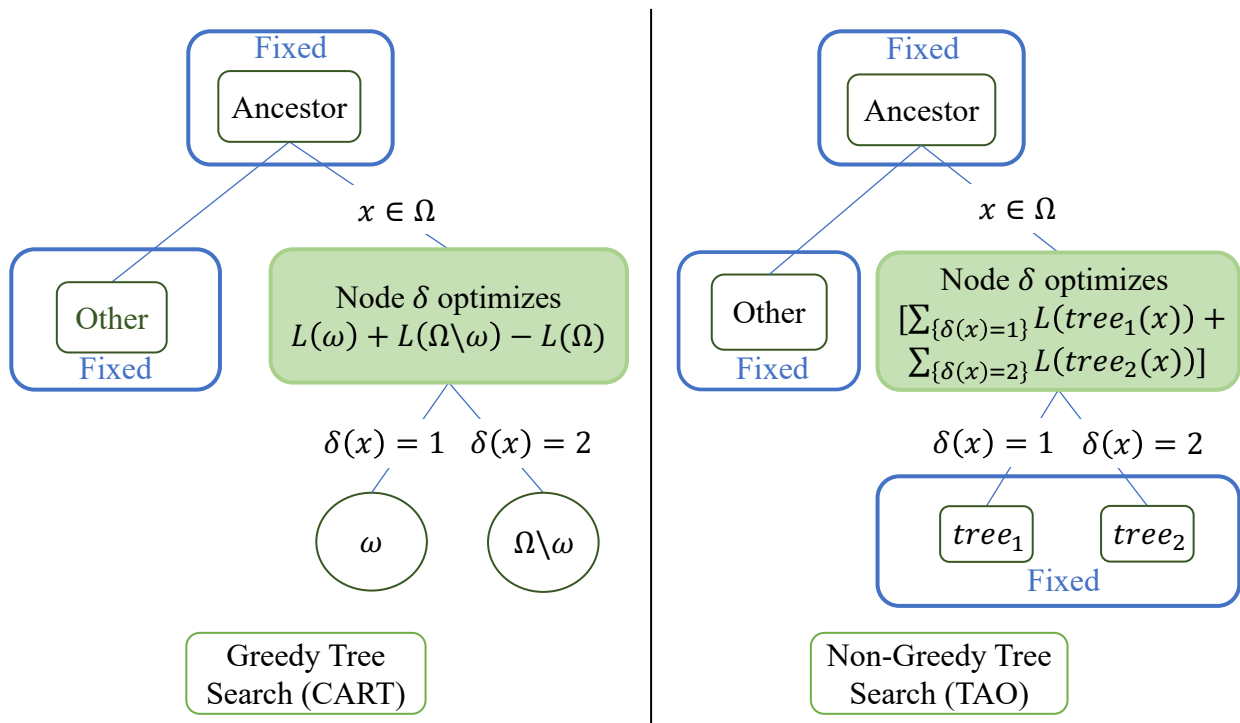 Fixed
Ancestor
x ∈ Ω
Other
Fixed
Node δ optimizes
L(ω) + L(Ω\ω) − L(Ω)
δ(x) = 1
δ(x) = 2
ω
Ω\ω
Greedy Tree
Search (CART)
Fixed
Ancestor
x ∈ Ω
Other
Fixed
Node δ optimizes
[∑{δ(x)=1} L(tree₁(x)) +
∑{δ(x)=2} L(tree₂(x))]
δ(x) = 1
δ(x) = 2
tree₁
tree₂
Fixed
Non-Greedy Tree
Search (TAO)